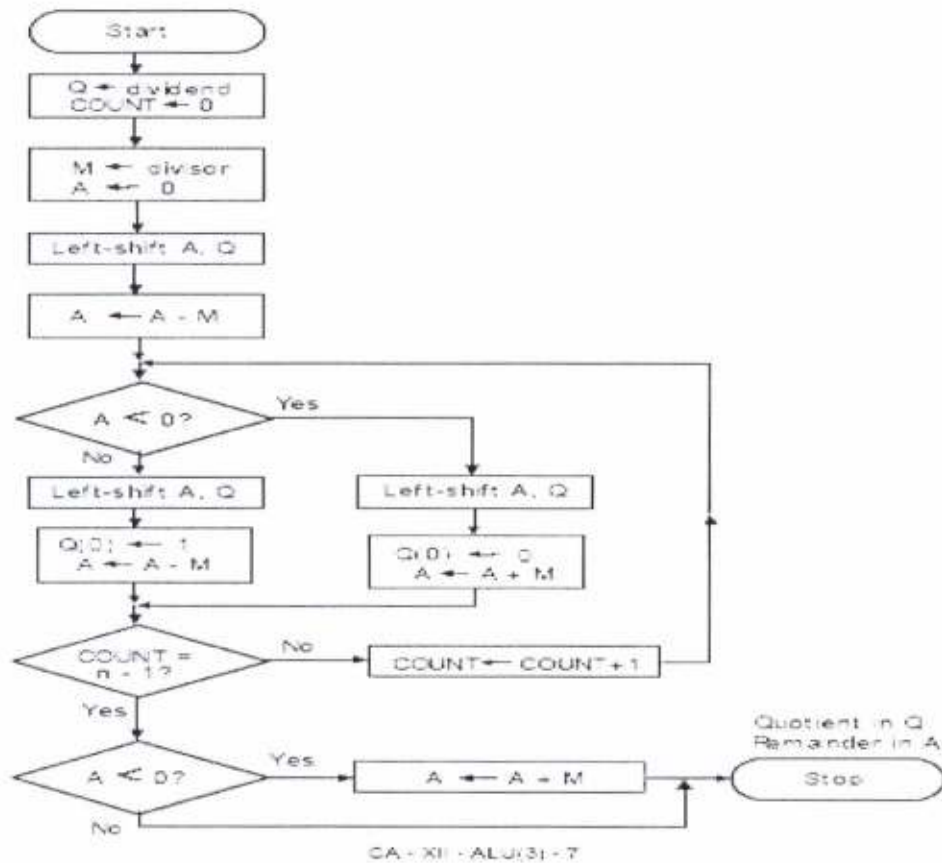 Start
Q ← dividend
COUNT ← 0
M ← divisor
A ← 0
Left-shift A, Q
A ← A - M
A < 0?
Yes
No
Left-shift A, Q
Left-shift A, Q
Q(0) ← 1
A ← A - M
Q(0) ← 0
A ← A + M
COUNT =
n - 1?
No
COUNT ← COUNT + 1
Yes
Quotient in Q
Remainder in A
A < 0?
Yes
A ← A + M
Stop
No
CA - XII - ALU(3) - 7